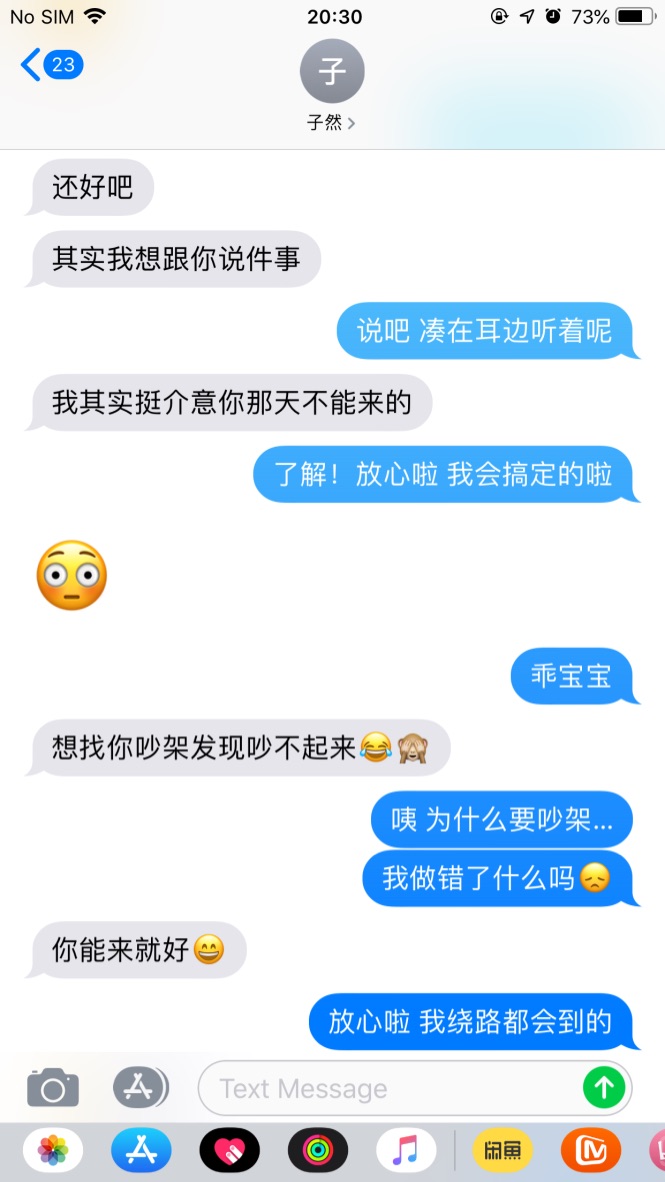 No SIM 20:30 73%
23
子
子然
还好吧
其实我想跟你说件事
说吧 凑在耳边听着呢
我其实挺介意你那天不能来的
了解！放心啦 我会搞定的啦
😳
乖宝宝
想找你吵架发现吵不起来😂🙈
咦 为什么要吵架...
我做错了什么吗😞
你能来就好😄
放心啦 我绕路都会到的
Text Message
闲鱼